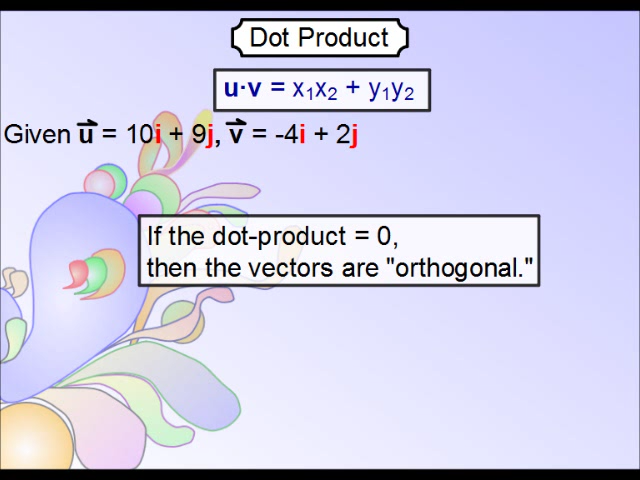 Dot Product
u·v = x₁x₂ + y₁y₂
Given u⃗ = 10i + 9j, v⃗ = -4i + 2j
If the dot-product = 0,
then the vectors are "orthogonal."